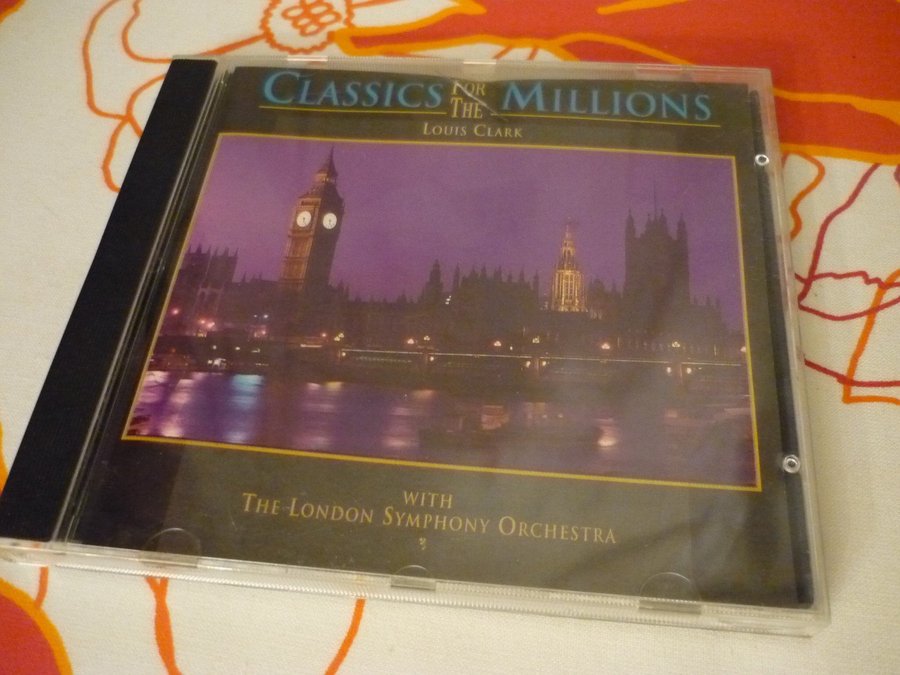 CLASSICS FOR THE MILLIONS
LOUIS CLARK
WITH
THE LONDON SYMPHONY ORCHESTRA